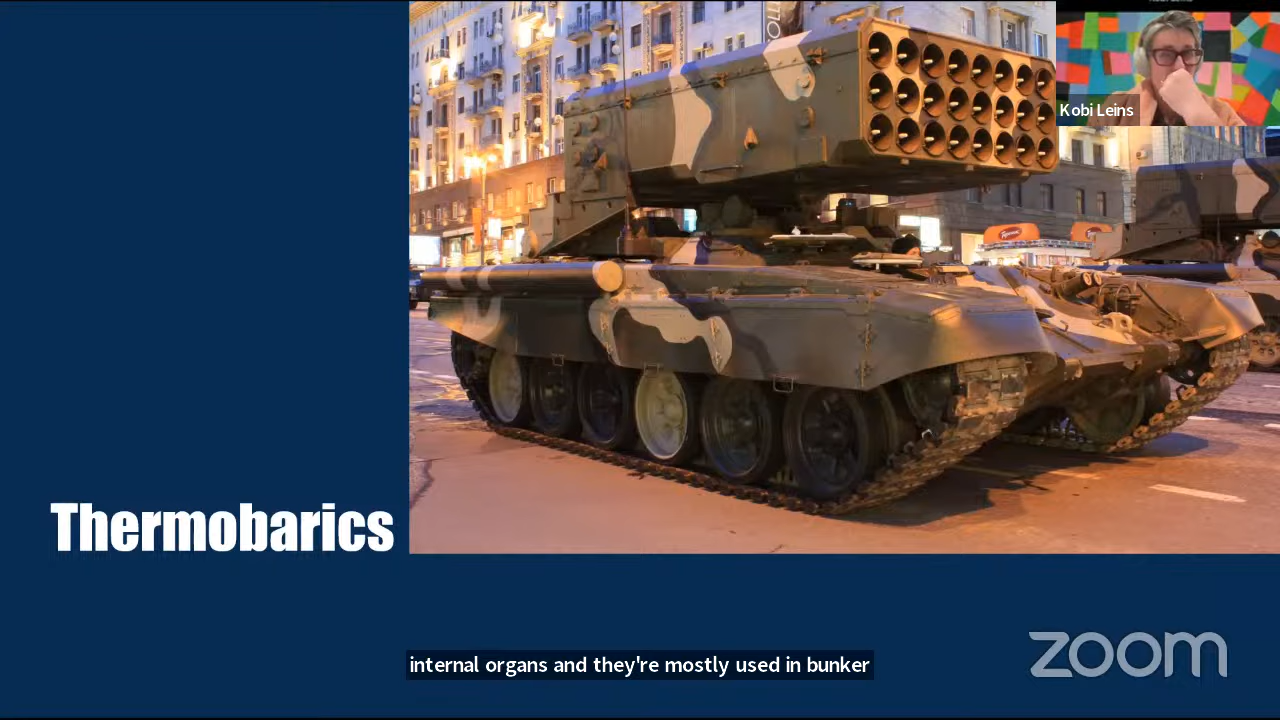 Kobi Leins
Thermobarics
internal organs and they're mostly used in bunker
zoom